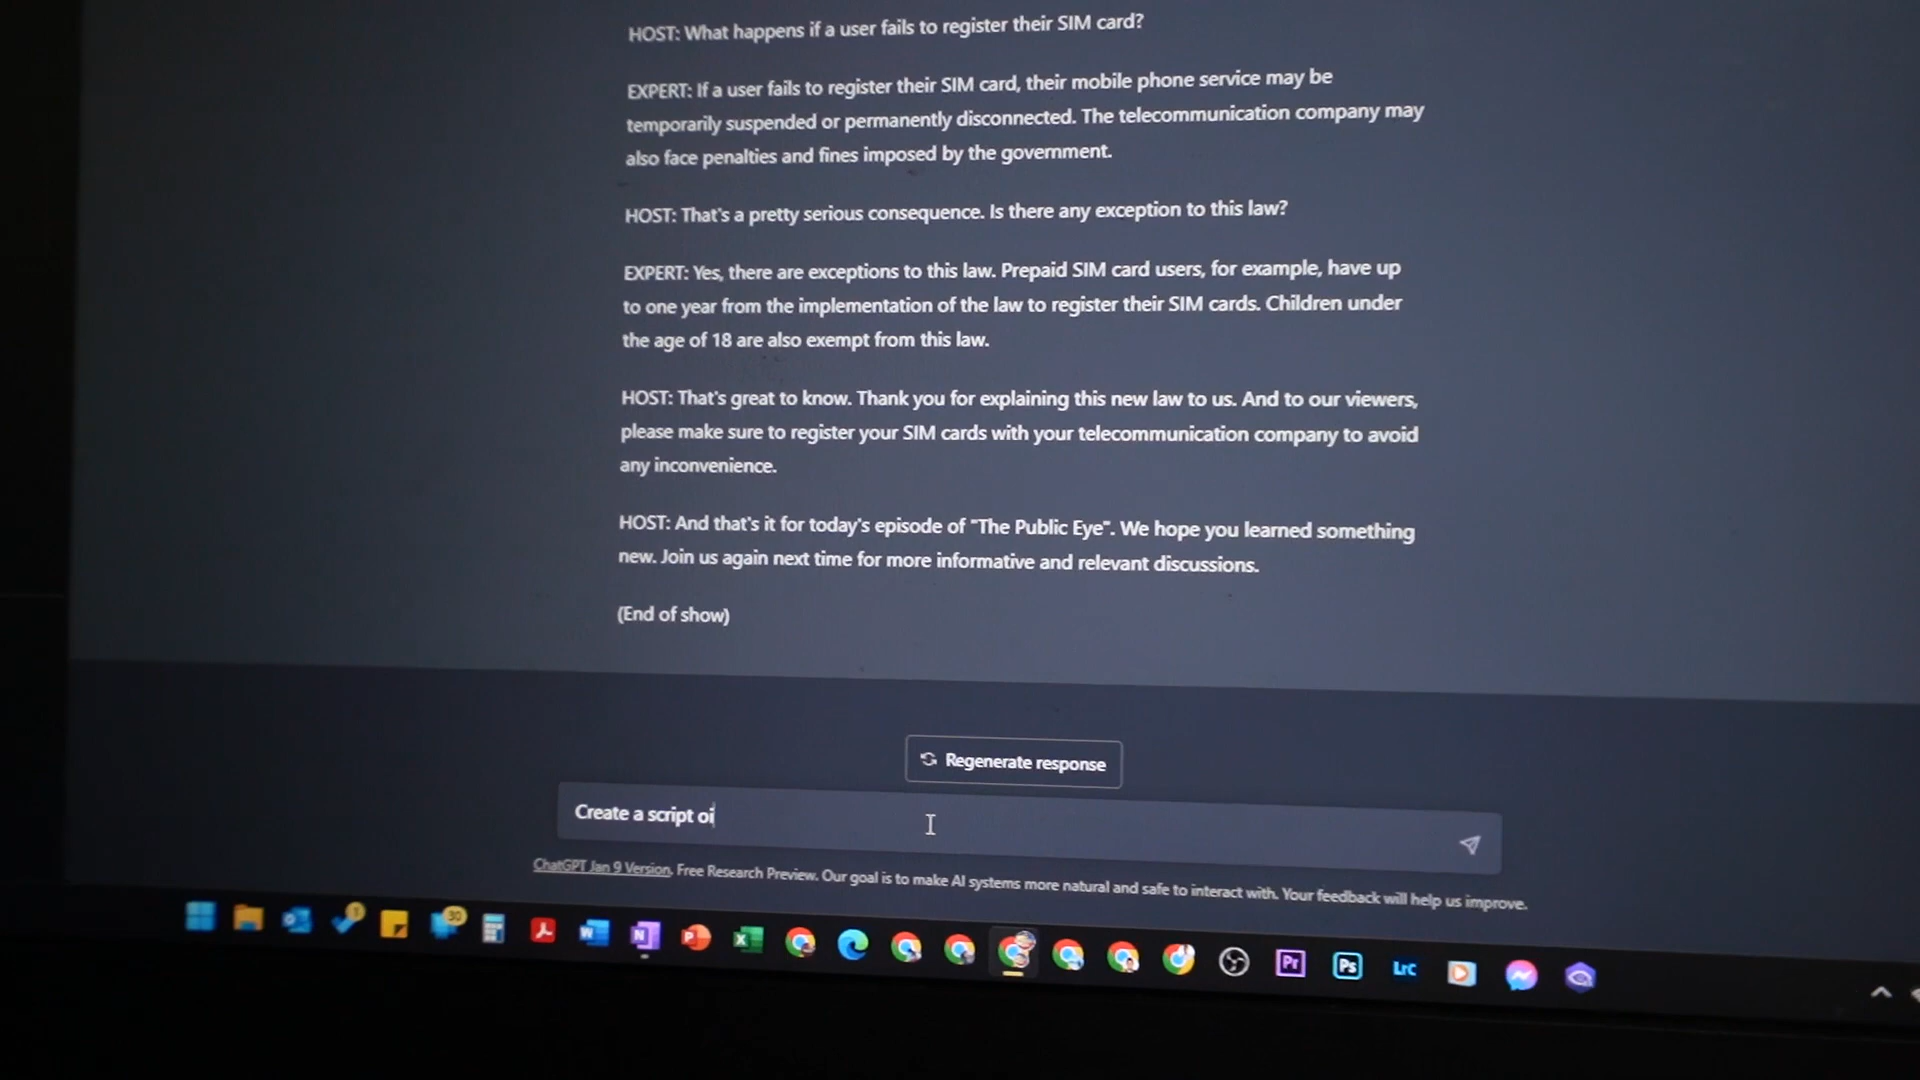 HOST: What happens if a user fails to register their SIM card?
EXPERT: If a user fails to register their SIM card, their mobile phone service may be
temporarily suspended or permanently disconnected. The telecommunication company may
also face penalties and fines imposed by the government.
HOST: That's a pretty serious consequence. Is there any exception to this law?
EXPERT: Yes, there are exceptions to this law. Prepaid SIM card users, for example, have up
to one year from the implementation of the law to register their SIM cards. Children under
the age of 18 are also exempt from this law.
HOST: That's great to know. Thank you for explaining this new law to us. And to our viewers,
please make sure to register your SIM cards with your telecommunication company to avoid
any inconvenience.
HOST: And that's it for today's episode of "The Public Eye". We hope you learned something
new. Join us again next time for more informative and relevant discussions.
(End of show)
Regenerate response
Create a script oi
ChatGPT Jan 9 Version. Free Research Preview. Our goal is to make AI systems more natural and safe to interact with. Your feedback will help us improve.
1
30
Pr
Ps
LrC